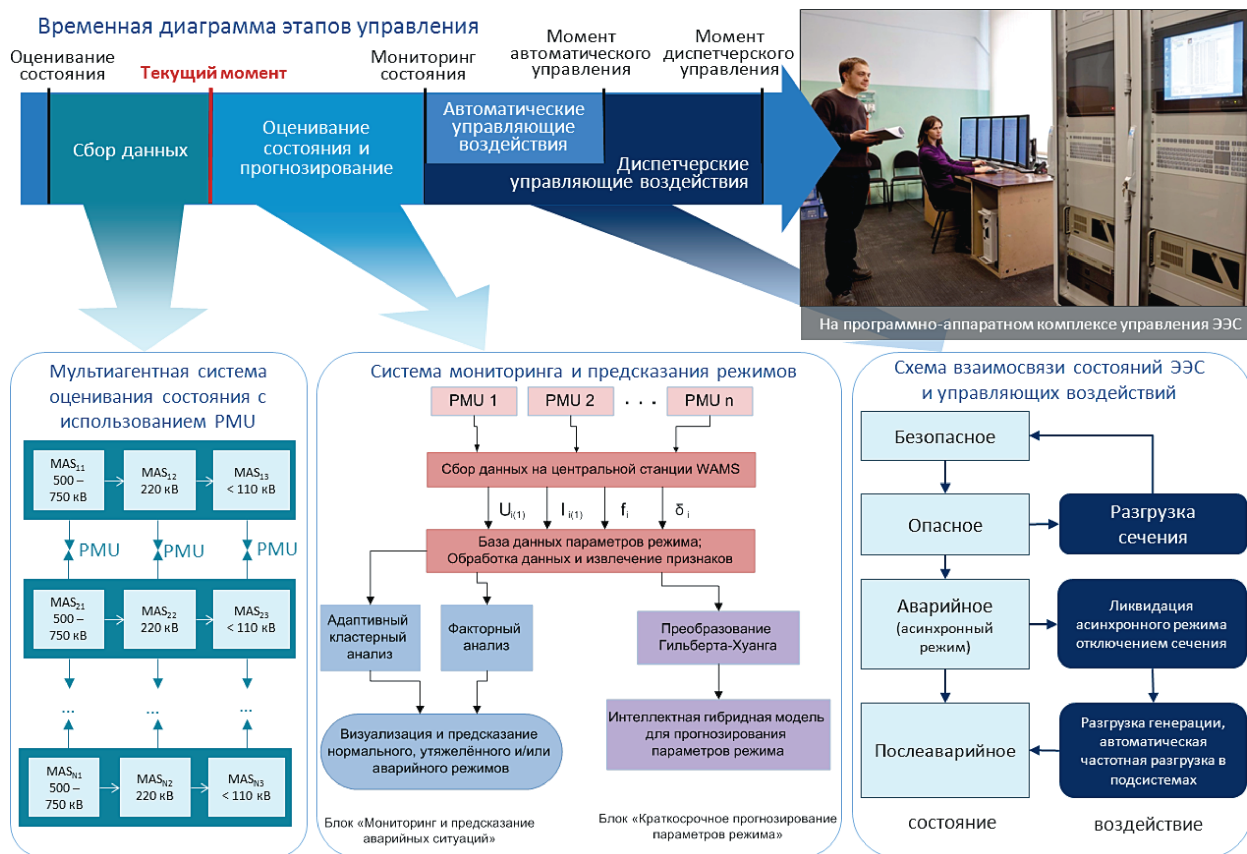 Временная диаграмма этапов управления
Оценивание
состояния
Текущий момент
Мониторинг
состояния
Момент
автоматического
управления
Момент
диспетчерского
управления
Сбор данных
Оценивание
состояния и
прогнозирование
Автоматические
управляющие
воздействия
Диспетчерские
управляющие воздействия
На программно-аппаратном комплексе управления ЭЭС
Мультиагентная система
оценивания состояния с
использованием PMU
MAS11
500 –
750 кВ
MAS12
220 кВ
MAS13
< 110 кВ
PMU
PMU
PMU
MAS21
500 –
750 кВ
MAS22
220 кВ
MAS23
< 110 кВ
...
...
...
MASN1
500 –
750 кВ
MASN2
220 кВ
MASN3
< 110 кВ
Система мониторинга и предсказания режимов
PMU 1
PMU 2
. . .
PMU n
Сбор данных на центральной станции WAMS
Ui(1)
Ii(1)
fi
δi
База данных параметров режима;
Обработка данных и извлечение признаков
Адаптивный
кластерный
анализ
Факторный
анализ
Преобразование
Гильберта-Хуанга
Визуализация и предсказание
нормального, утяжелённого и/или
аварийного режимов
Интеллектная гибридная модель
для прогнозирования
параметров режима
Блок «Мониторинг и предсказание
аварийных ситуаций»
Блок «Краткосрочное прогнозирование
параметров режима»
Схема взаимосвязи состояний ЭЭС
и управляющих воздействий
Безопасное
Опасное
Разгрузка
сечения
Аварийное
(асинхронный
режим)
Ликвидация
асинхронного режима
отключением сечения
Послеаварийное
Разгрузка генерации,
автоматическая
частотная разгрузка в
подсистемах
состояние
воздействие